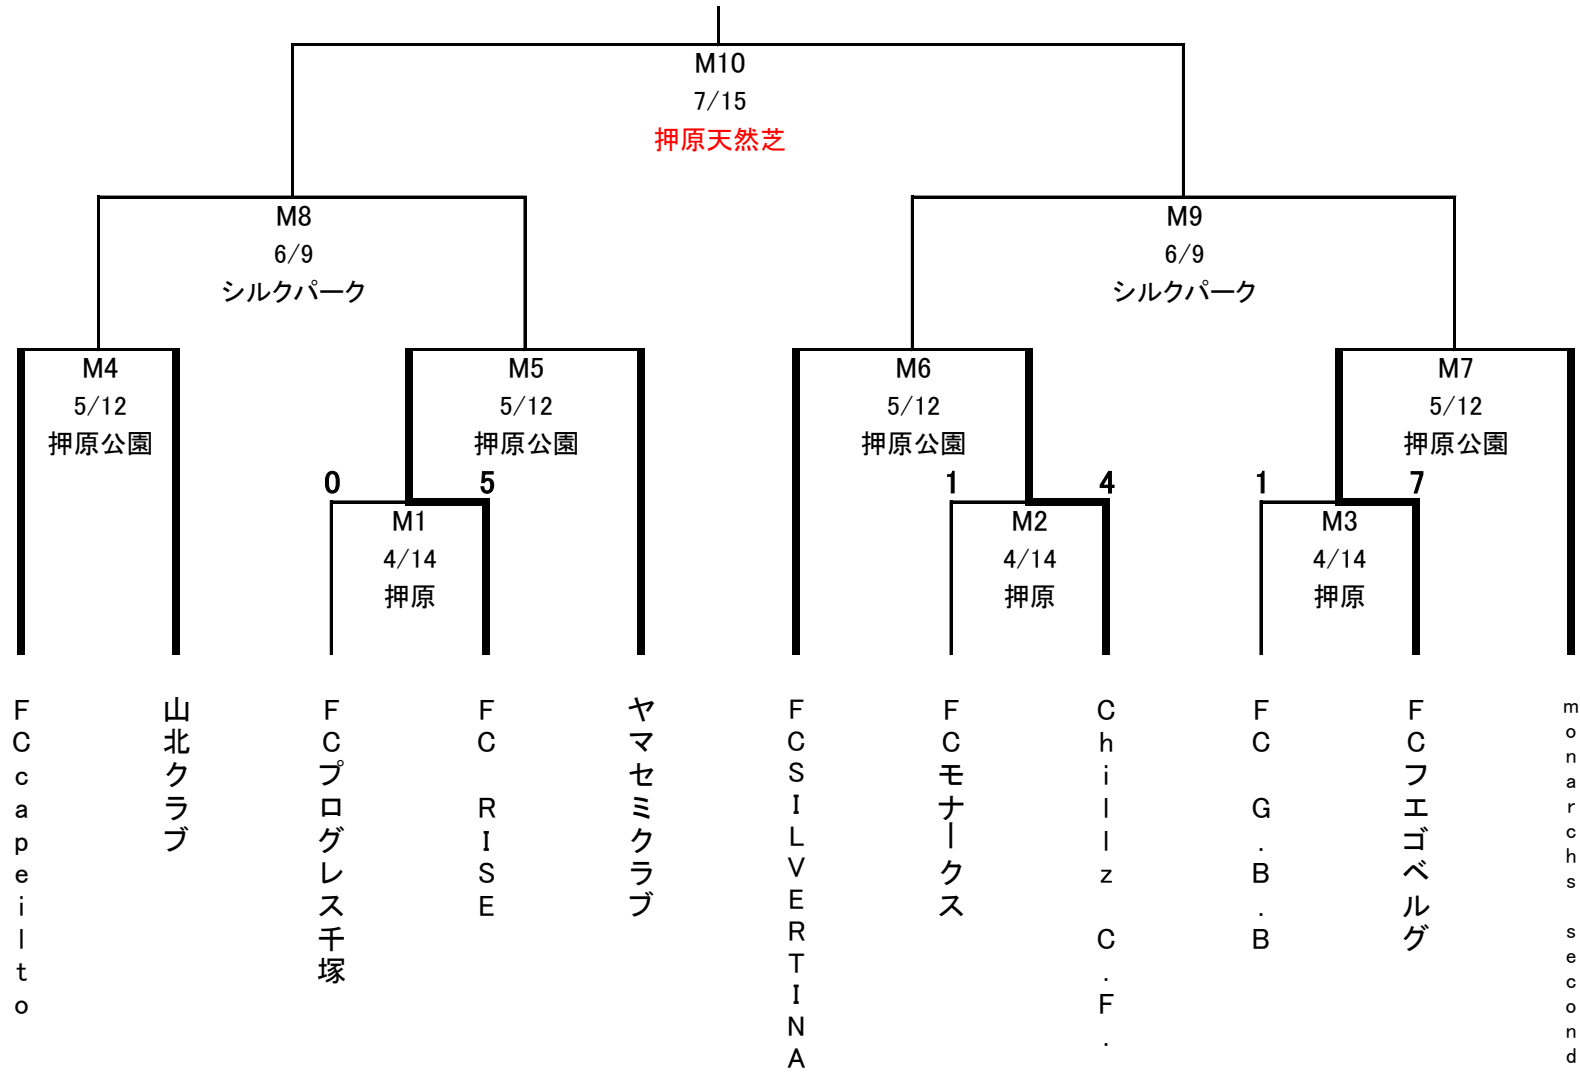 M10
7/15
押原天然芝
M8
6/9
シルクパーク
M9
6/9
シルクパーク
M4
5/12
押原公園
M5
5/12
押原公園
M6
5/12
押原公園
M7
5/12
押原公園
0
5
1
4
1
7
M1
4/14
押原
M2
4/14
押原
M3
4/14
押原
FCcapeilto
山北クラブ
FCプログレス千塚
FC RISE
ヤマセミクラブ
FCSILVERTINA
FCモナークス
Chillz C.F.
FC G.B.B
FCフエゴベルグ
monarchs second